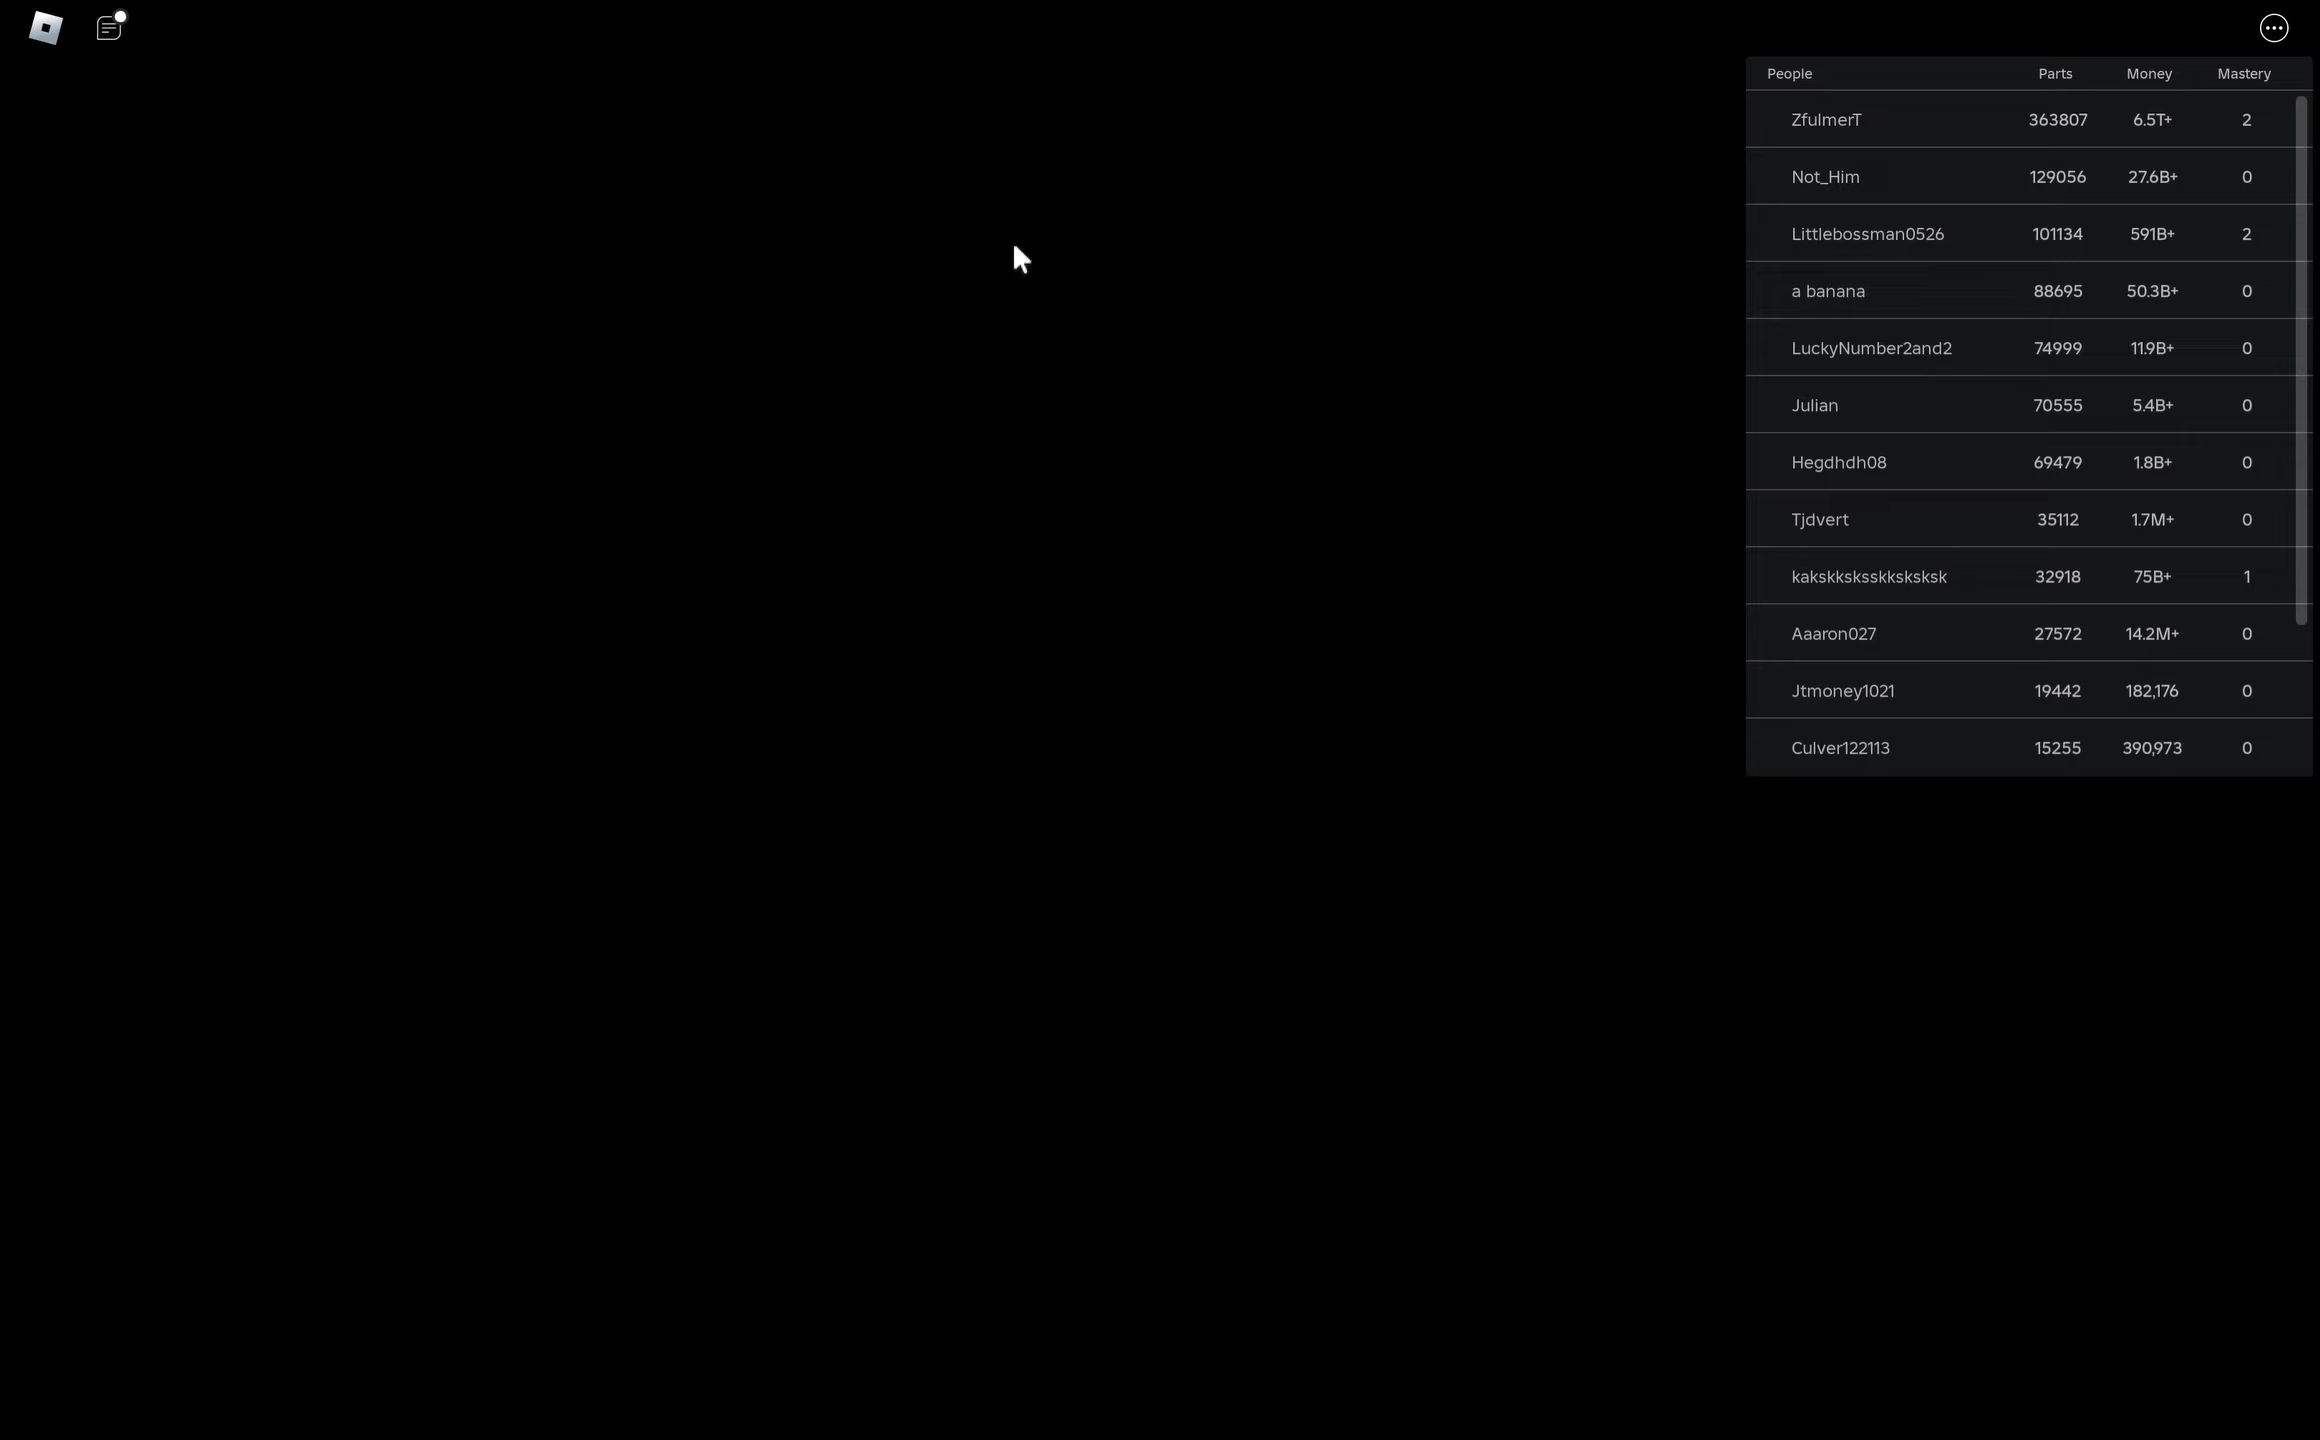 People Parts Money Mastery
ZfulmerT 363807 6.5T+ 2
Not_Him 129056 27.6B+ 0
Littlebossman0526 101134 591B+ 2
a banana 88695 50.3B+ 0
LuckyNumber2and2 74999 11.9B+ 0
Julian 70555 5.4B+ 0
Hegdhdh08 69479 1.8B+ 0
Tjdvert 35112 1.7M+ 0
kakskksksskksksksk 32918 75B+ 1
Aaaron027 27572 14.2M+ 0
Jtmoney1021 19442 182,176 0
Culver122113 15255 390,973 0